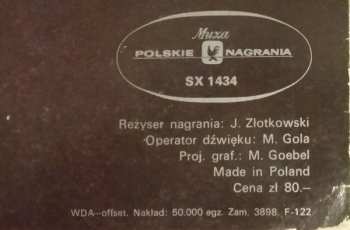 Muza
POLSKIE NAGRANIA
SX 1434
Reżyser nagrania: J. Złotkowski
Operator dźwięku: M. Gola
Proj. graf.: M. Goebel
Made in Poland
Cena zł 80.—
WDA—offset. Nakład: 50.000 egz. Zam. 3898. F-122